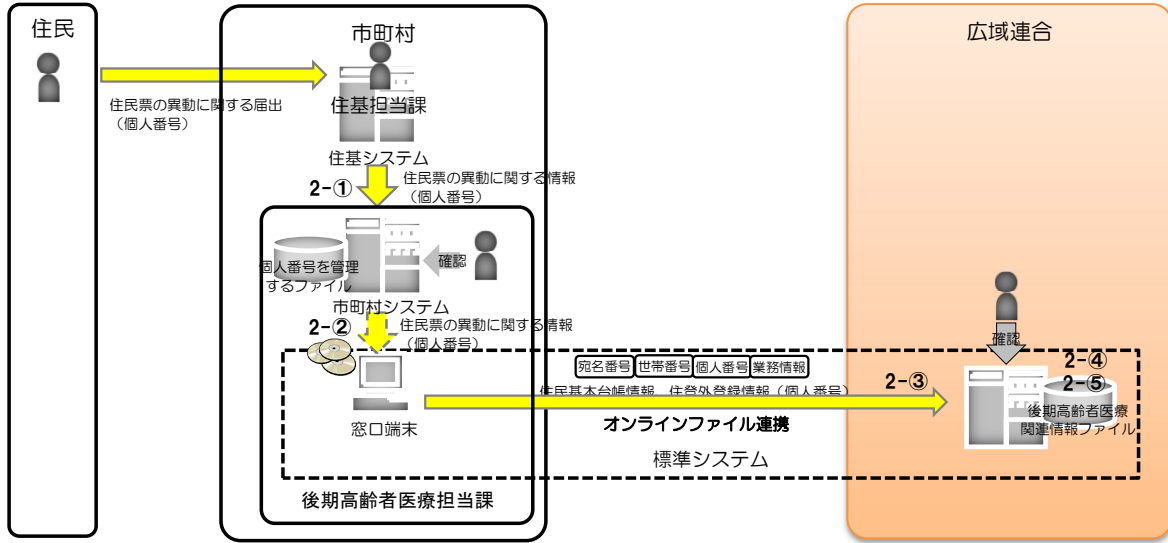 住民
市町村
広域連合
住民票の異動に関する届出
（個人番号）
住基担当課
住基システム
2-①
住民票の異動に関する情報
（個人番号）
個人番号を管理
するファイル
確認
市町村システム
2-②
住民票の異動に関する情報
（個人番号）
宛名番号 世帯番号 個人番号 業務情報
住民基本台帳情報、住登外登録情報（個人番号）
2-③
オンラインファイル連携
窓口端末
標準システム
後期高齢者医療担当課
確認
2-④
2-⑤
後期高齢者医療
関連情報ファイル